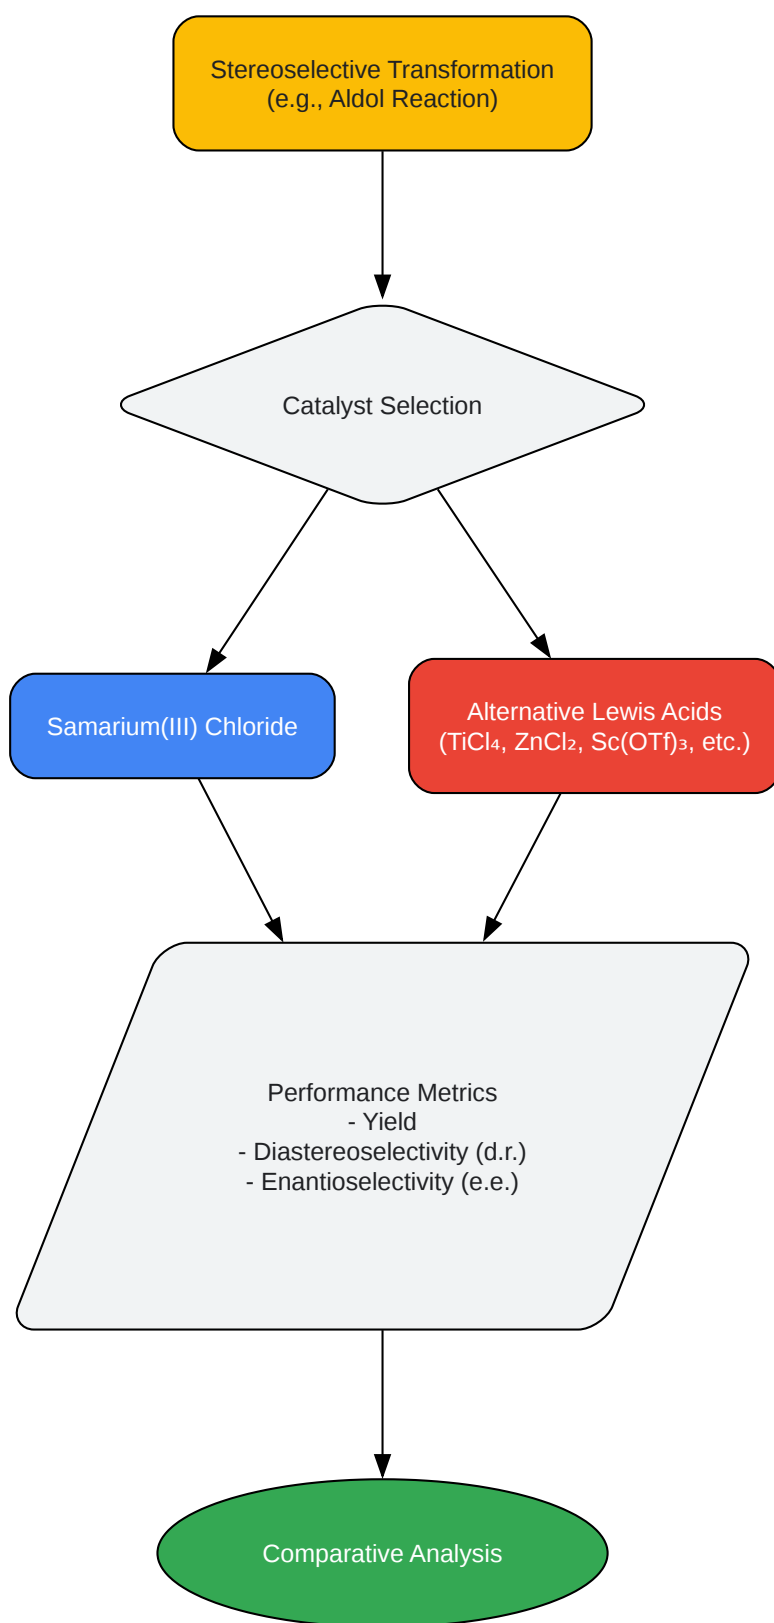 Stereoselective Transformation
(e.g., Aldol Reaction)
Catalyst Selection
Samarium(III) Chloride
Alternative Lewis Acids
(TiCl₄, ZnCl₂, Sc(OTf)₃, etc.)
Performance Metrics
- Yield
- Diastereoselectivity (d.r.)
- Enantioselectivity (e.e.)
Comparative Analysis